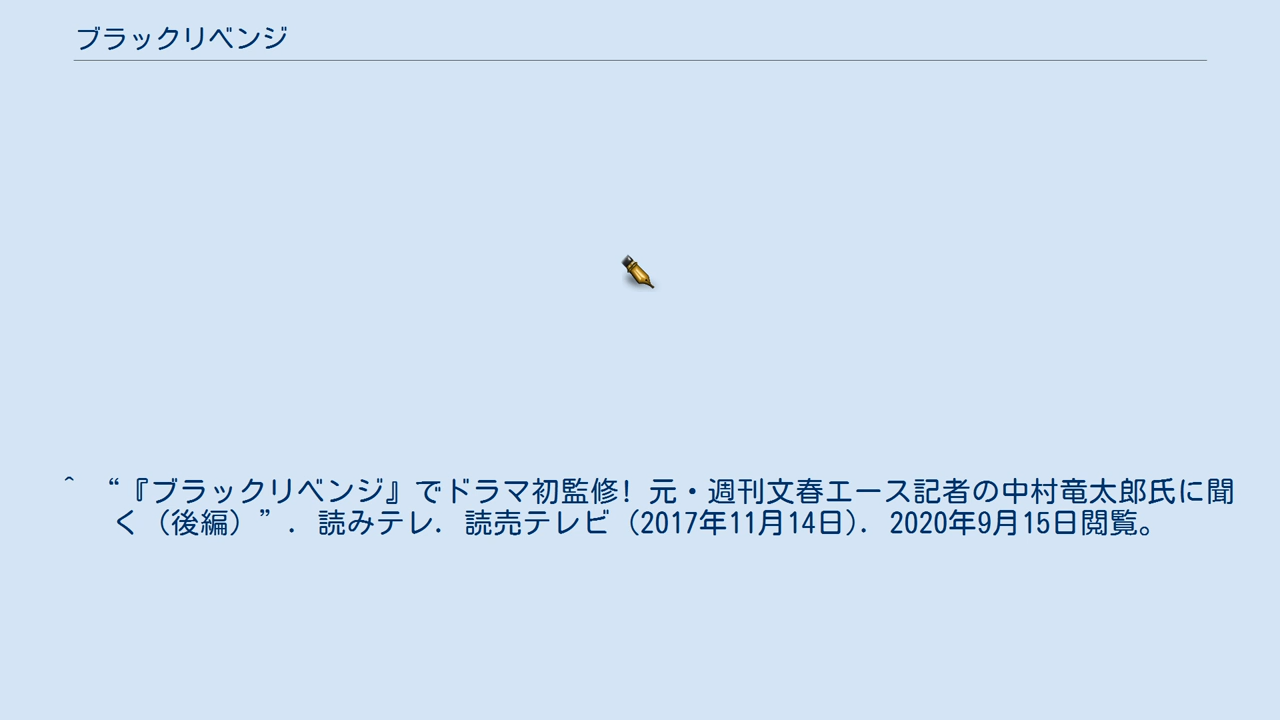 ブラックリベンジ
^ “『ブラックリベンジ』でドラマ初監修! 元・週刊文春エース記者の中村竜太郎氏に聞
く（後編）”. 読みテレ. 読売テレビ (2017年11月14日). 2020年9月15日閲覧。